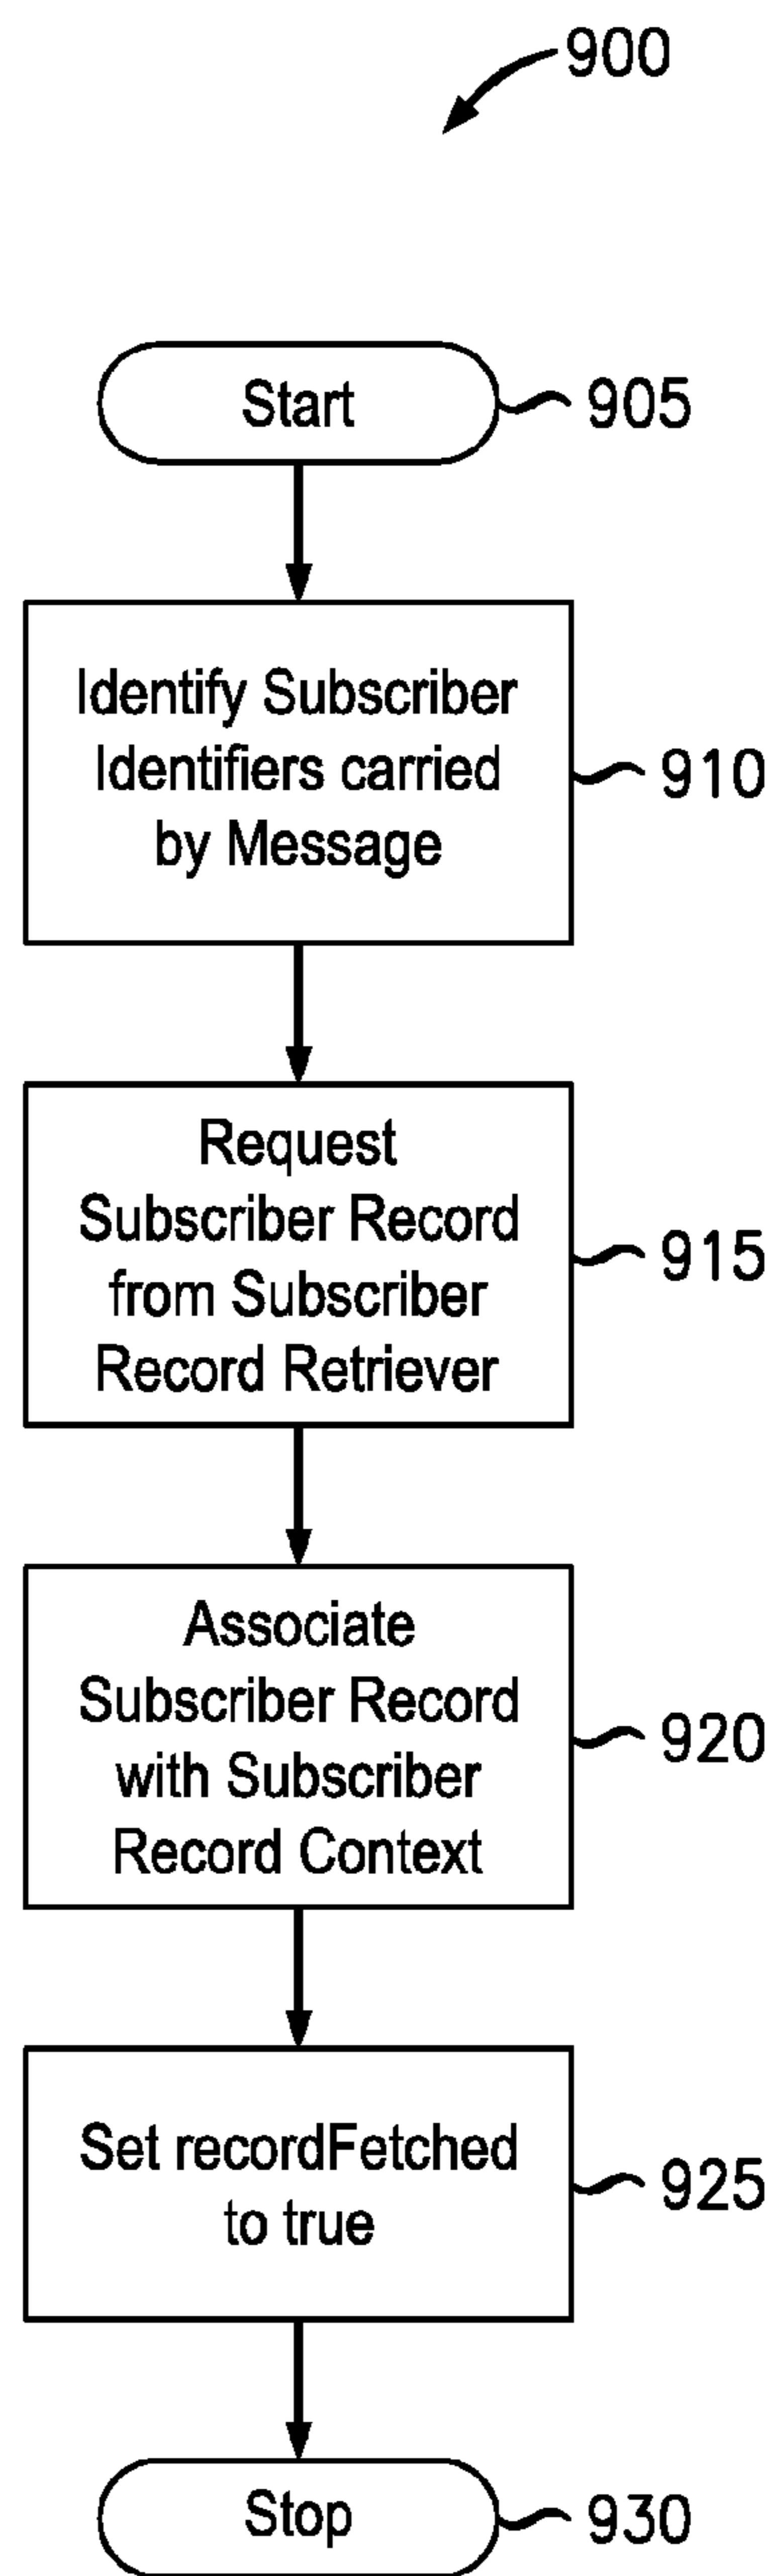 900
Start
905
Identify Subscriber
Identifiers carried
by Message
910
Request
Subscriber Record
from Subscriber
Record Retriever
915
Associate
Subscriber Record
with Subscriber
Record Context
920
Set recordFetched
to true
925
Stop
930